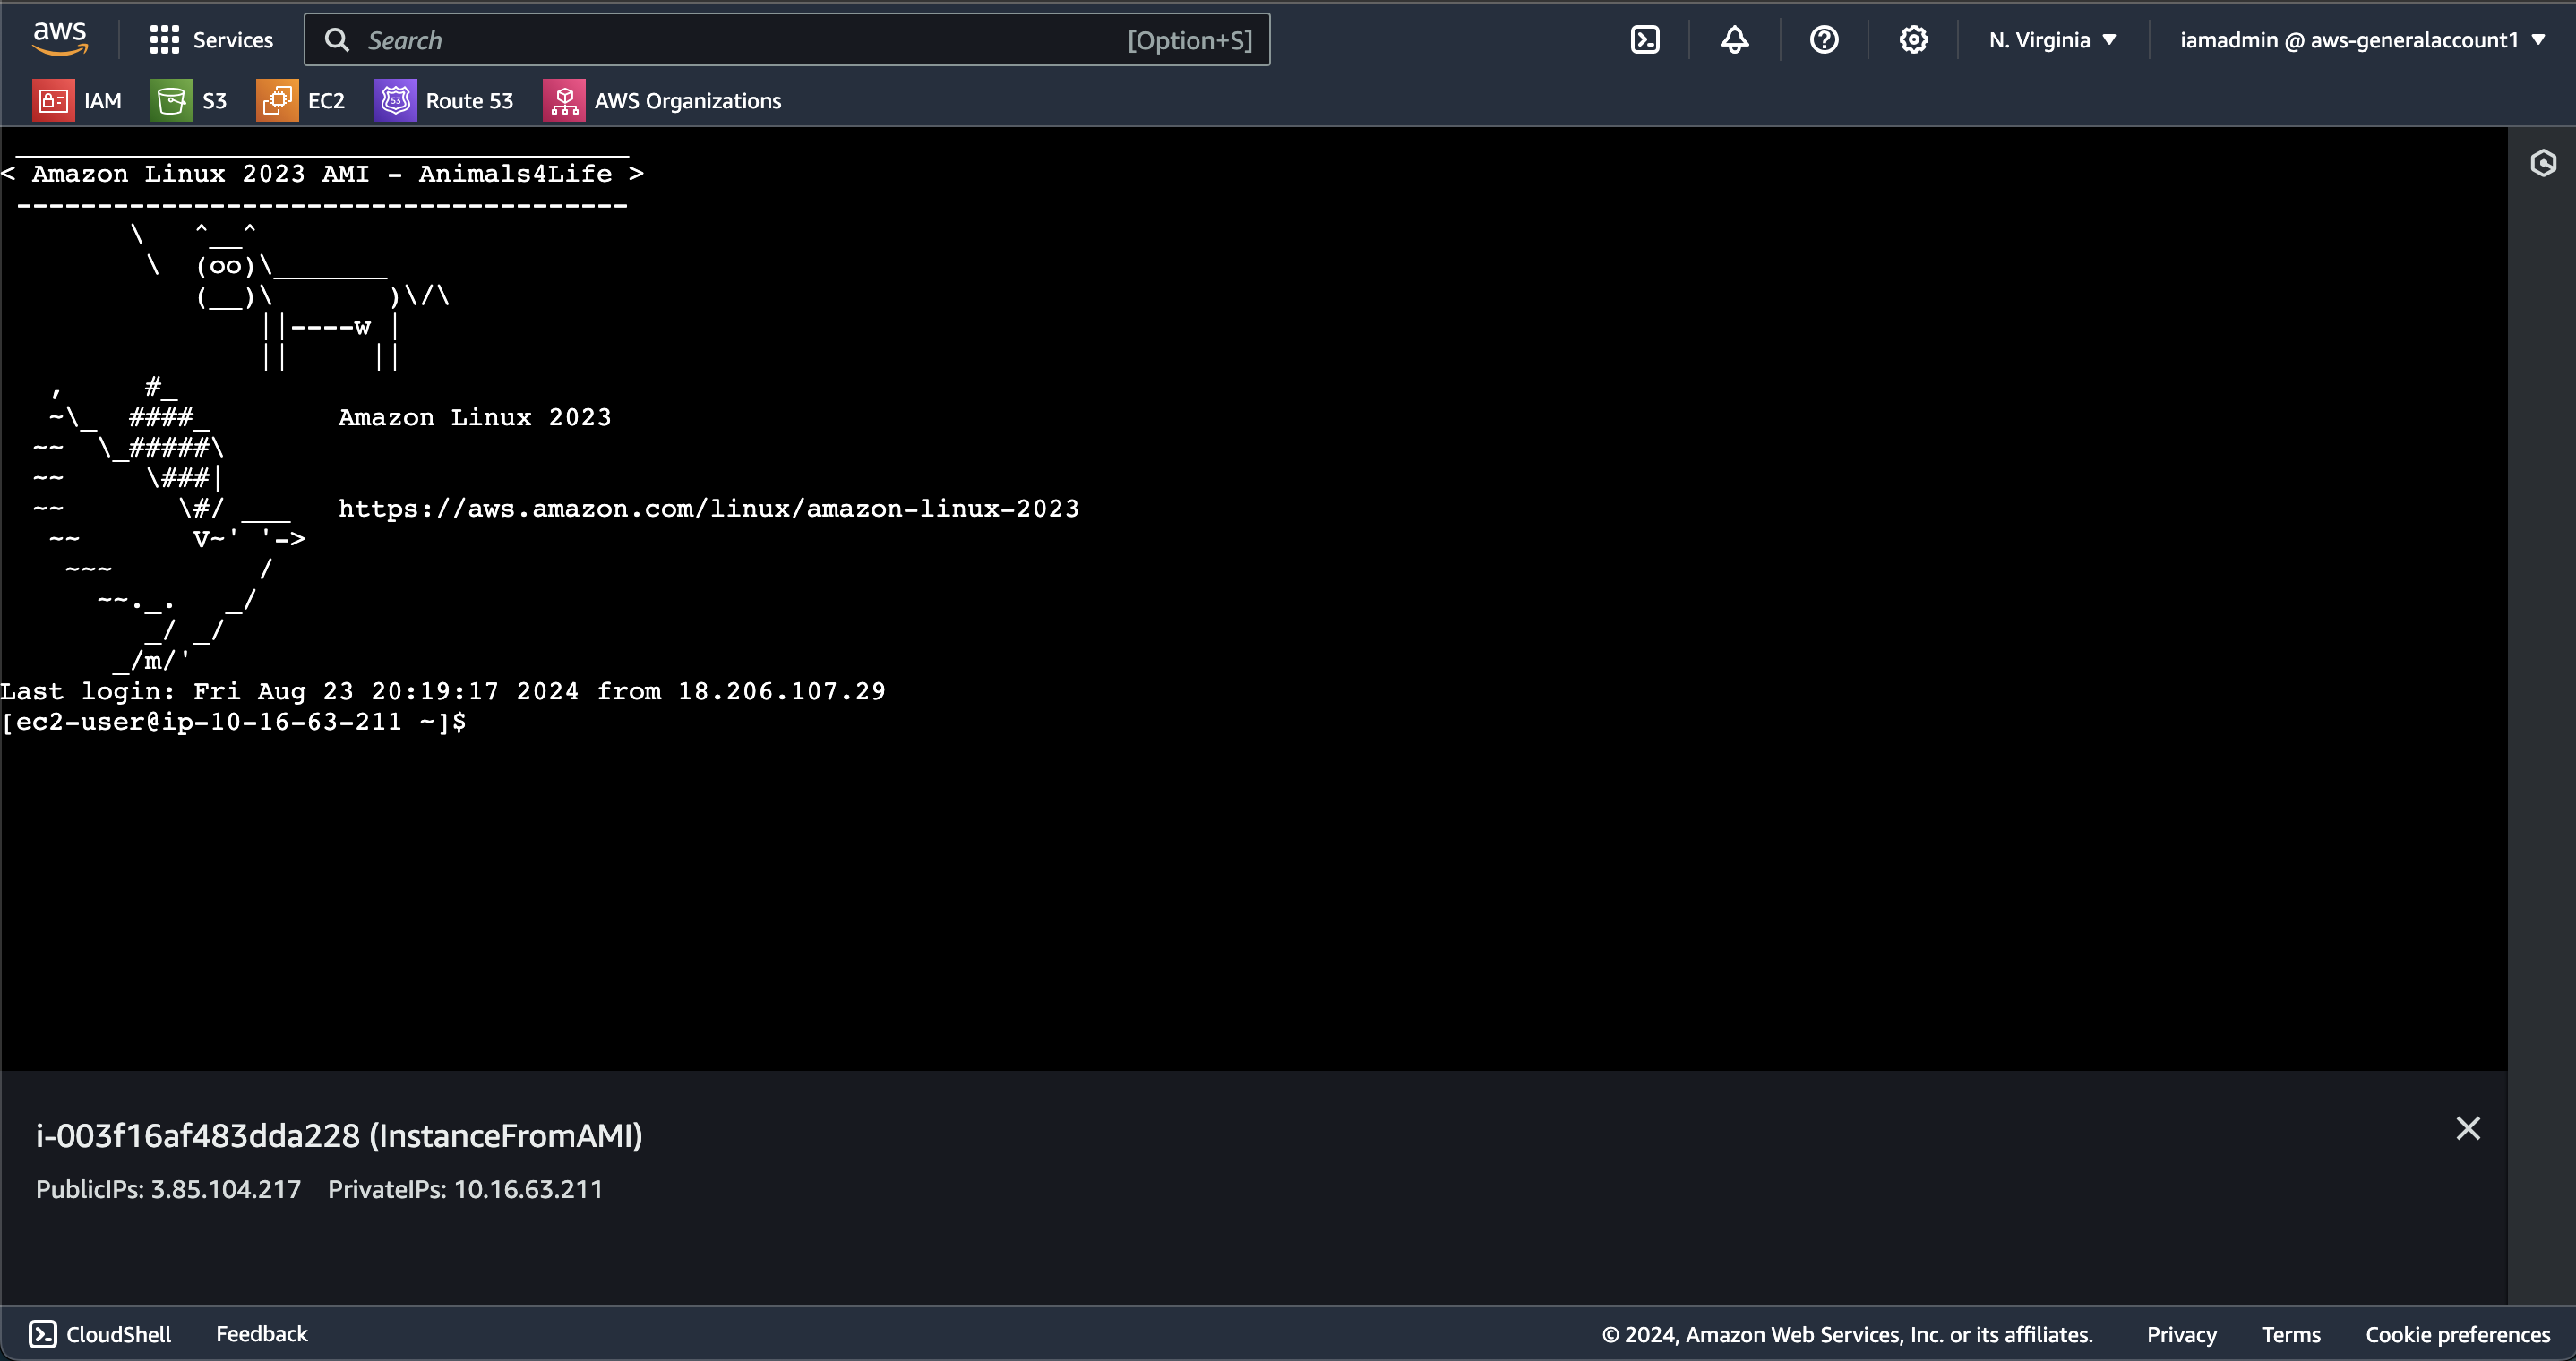 aws Services Search [Option+S] N. Virginia iamadmin @ aws-generalaccount1
IAM S3 EC2 Route 53 AWS Organizations
 ______________________________________
< Amazon Linux 2023 AMI - Animals4Life >
 --------------------------------------
        \   ^__^
         \  (oo)\_______
            (__)\       )\/\
                ||----w |
                ||     ||
   ,     #_
   ~\_  ####_        Amazon Linux 2023
  ~~  \_#####\
  ~~     \###|
  ~~       \#/ ___   https://aws.amazon.com/linux/amazon-linux-2023
   ~~       V~' '->
    ~~~         /
      ~~._.   _/
         _/ _/
       _/m/'
Last login: Fri Aug 23 20:19:17 2024 from 18.206.107.29
[ec2-user@ip-10-16-63-211 ~]$
i-003f16af483dda228 (InstanceFromAMI)
PublicIPs: 3.85.104.217 PrivateIPs: 10.16.63.211
CloudShell Feedback © 2024, Amazon Web Services, Inc. or its affiliates. Privacy Terms Cookie preferences